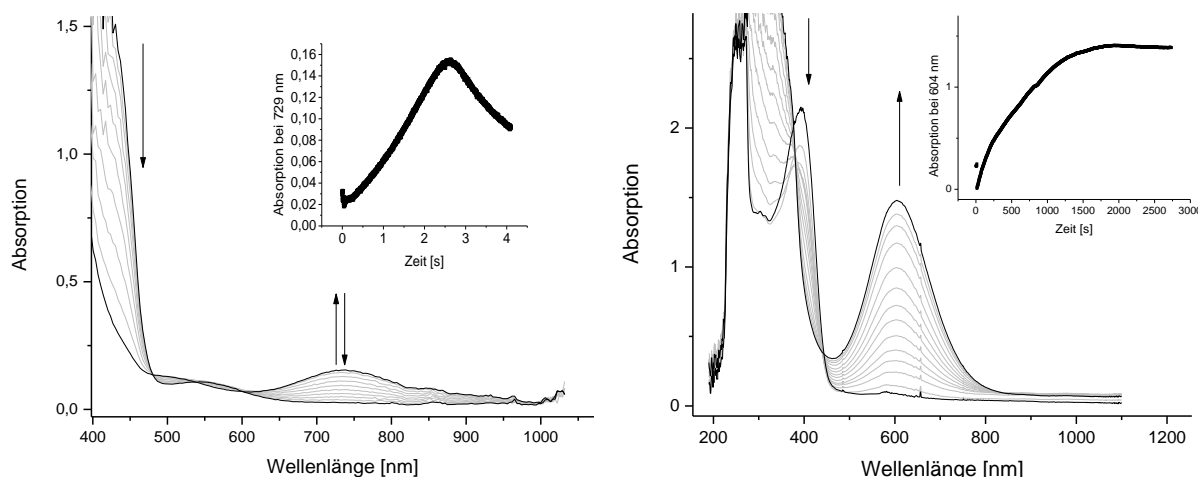 1,5
1,0
0,5
0,0
400 500 600 700 800 900 1000
Absorption
Wellenlänge [nm]
0,16
0,14
0,12
0,10
0,08
0,06
0,04
0,02
0,00
0 1 2 3 4
Absorption bei 729 nm
Zeit [s]
2
1
0
200 400 600 800 1000 1200
Absorption
Wellenlänge [nm]
1
0
0 500 1000 1500 2000 2500 3000
Absorption bei 604 nm
Zeit [s]